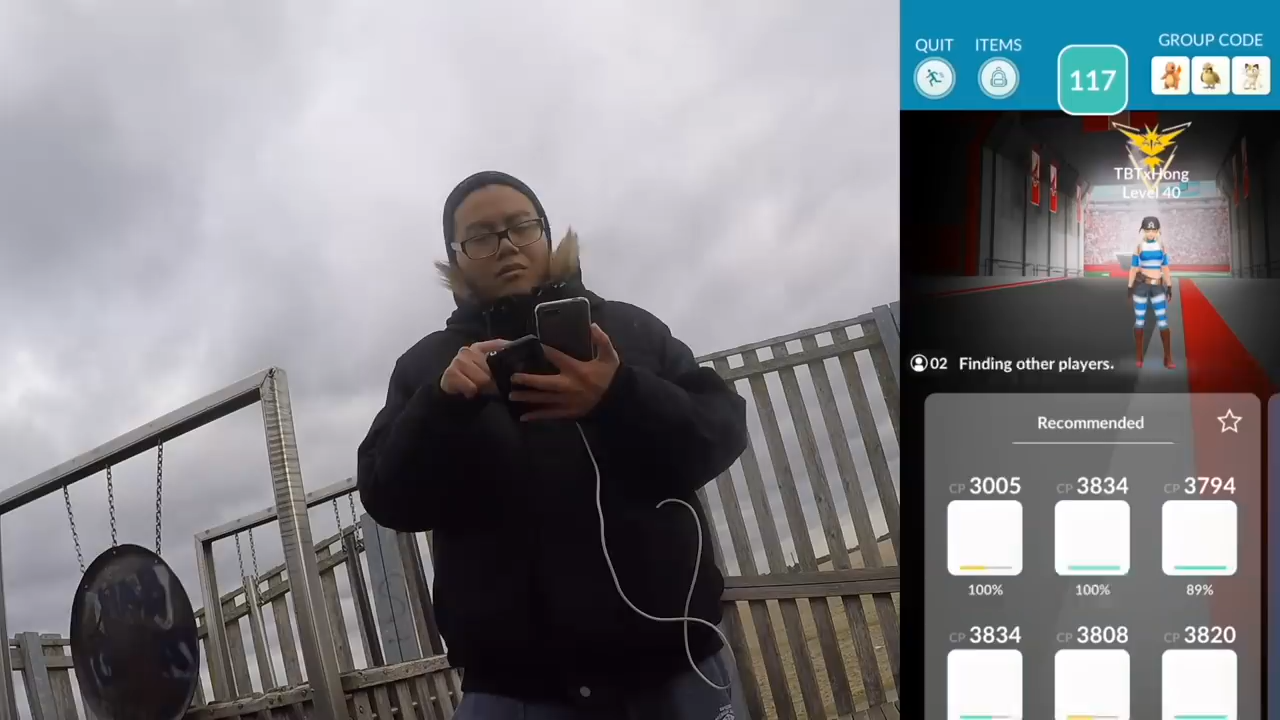 QUIT
ITEMS
117
GROUP CODE
TBTxHong
Level 40
02 Finding other players.
Recommended
CP 3005
CP 3834
CP 3794
100%
100%
89%
CP 3834
CP 3808
CP 3820